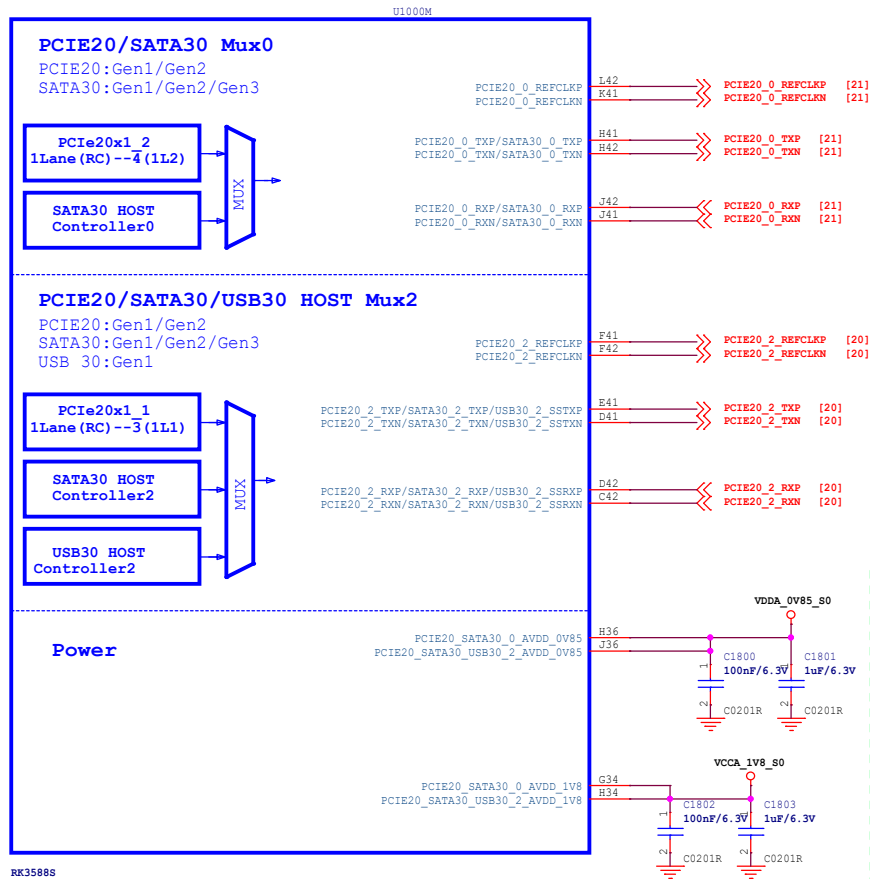 U1000M
PCIE20/SATA30 Mux0
PCIE20:Gen1/Gen2
SATA30:Gen1/Gen2/Gen3
PCIE20_0_REFCLKP L42 PCIE20_0_REFCLKP [21]
PCIE20_0_REFCLKN K41 PCIE20_0_REFCLKN [21]
PCIe20x1_2
1Lane(RC)--4(1L2)
PCIE20_0_TXP/SATA30_0_TXP H41 PCIE20_0_TXP [21]
PCIE20_0_TXN/SATA30_0_TXN H42 PCIE20_0_TXN [21]
MUX
SATA30 HOST
Controller0
PCIE20_0_RXP/SATA30_0_RXP J42 PCIE20_0_RXP [21]
PCIE20_0_RXN/SATA30_0_RXN J41 PCIE20_0_RXN [21]
PCIE20/SATA30/USB30 HOST Mux2
PCIE20:Gen1/Gen2
SATA30:Gen1/Gen2/Gen3
USB 30:Gen1
PCIE20_2_REFCLKP F41 PCIE20_2_REFCLKP [20]
PCIE20_2_REFCLKN F42 PCIE20_2_REFCLKN [20]
PCIe20x1_1
1Lane(RC)--3(1L1)
PCIE20_2_TXP/SATA30_2_TXP/USB30_2_SSTXP E41 PCIE20_2_TXP [20]
PCIE20_2_TXN/SATA30_2_TXN/USB30_2_SSTXN D41 PCIE20_2_TXN [20]
SATA30 HOST
Controller2
MUX
PCIE20_2_RXP/SATA30_2_RXP/USB30_2_SSRXP D42 PCIE20_2_RXP [20]
PCIE20_2_RXN/SATA30_2_RXN/USB30_2_SSRXN C42 PCIE20_2_RXN [20]
USB30 HOST
Controller2
VDDA_0V85_S0
Power
PCIE20_SATA30_0_AVDD_0V85 H36
PCIE20_SATA30_USB30_2_AVDD_0V85 J36
C1800 C1801
1 100nF/6.3V 1 1uF/6.3V
2 C0201R 2 C0201R
VCCA_1V8_S0
PCIE20_SATA30_0_AVDD_1V8 G34
PCIE20_SATA30_USB30_2_AVDD_1V8 H34
C1802 C1803
1 100nF/6.3V 1 1uF/6.3V
2 C0201R 2 C0201R
RK3588S